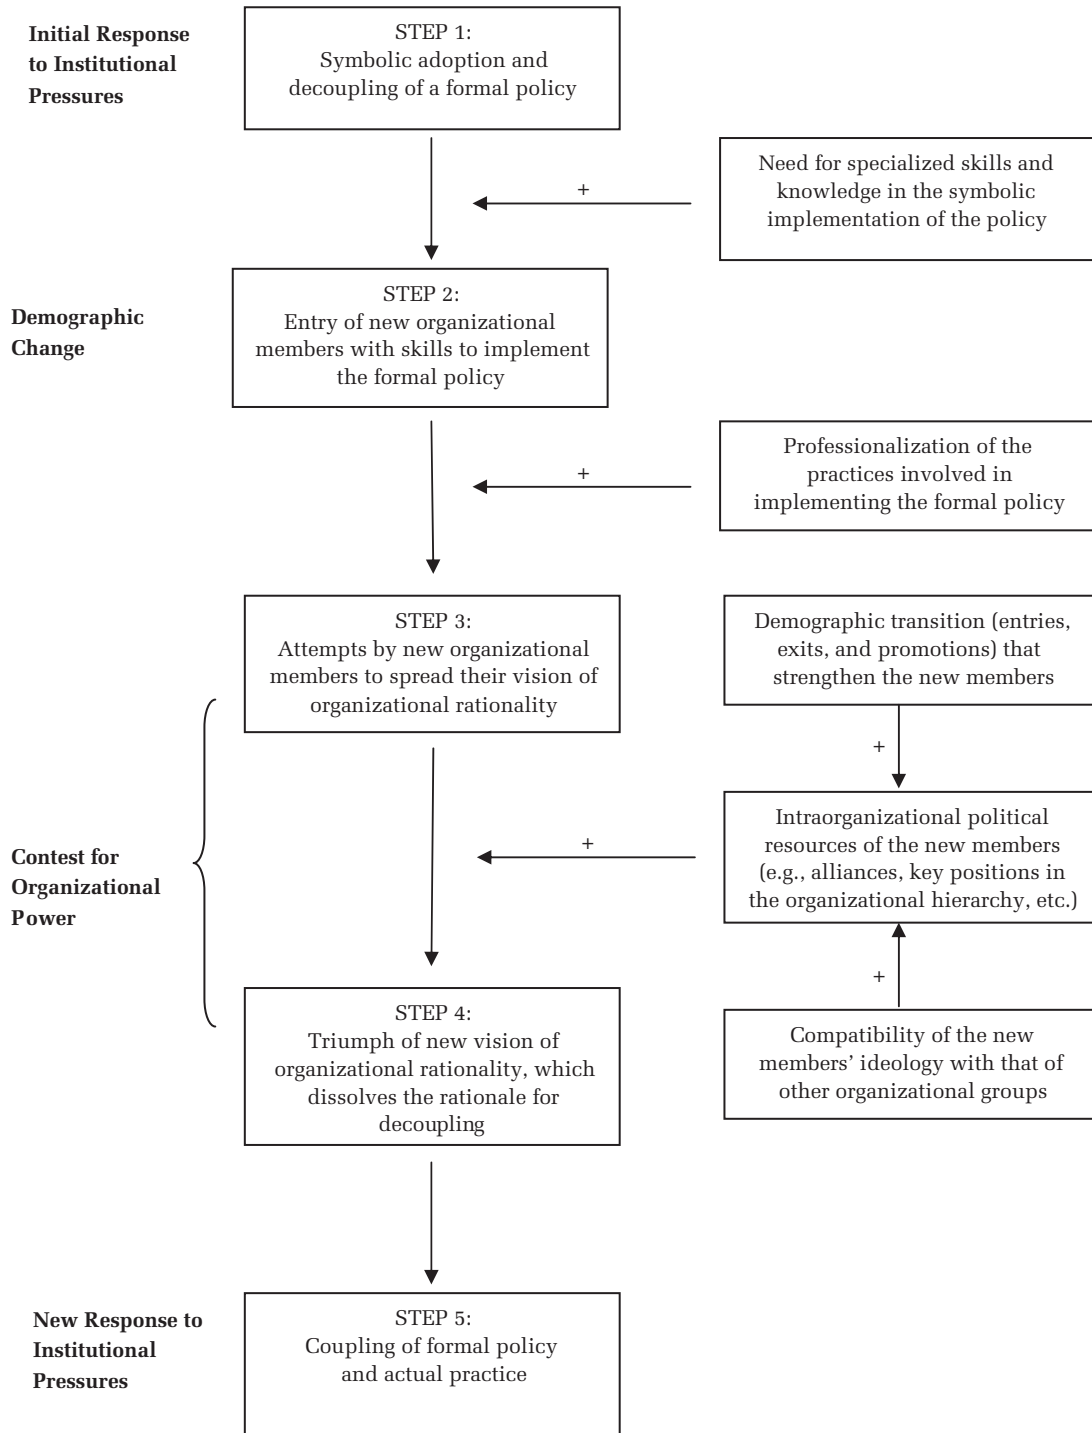 Initial Response
to Institutional
Pressures
STEP 1:
Symbolic adoption and
decoupling of a formal policy
+
Need for specialized skills and
knowledge in the symbolic
implementation of the policy
Demographic
Change
STEP 2:
Entry of new organizational
members with skills to implement
the formal policy
+
Professionalization of the
practices involved in
implementing the formal policy
STEP 3:
Attempts by new organizational
members to spread their vision of
organizational rationality
Demographic transition (entries,
exits, and promotions) that
strengthen the new members
+
Contest for
Organizational
Power
+
Intraorganizational political
resources of the new members
(e.g., alliances, key positions in
the organizational hierarchy, etc.)
+
STEP 4:
Triumph of new vision of
organizational rationality, which
dissolves the rationale for
decoupling
Compatibility of the new
members’ ideology with that of
other organizational groups
New Response to
Institutional
Pressures
STEP 5:
Coupling of formal policy
and actual practice